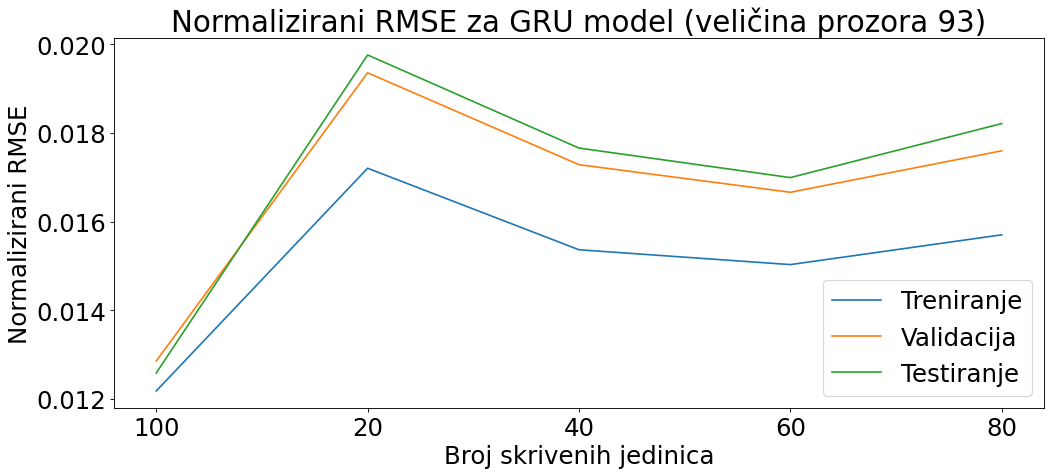 Normalizirani RMSE za GRU model (veličina prozora 93)
Normalizirani RMSE
0.020
0.018
0.016
0.014
0.012
100 20 40 60 80
Broj skrivenih jedinica
Treniranje
Validacija
Testiranje